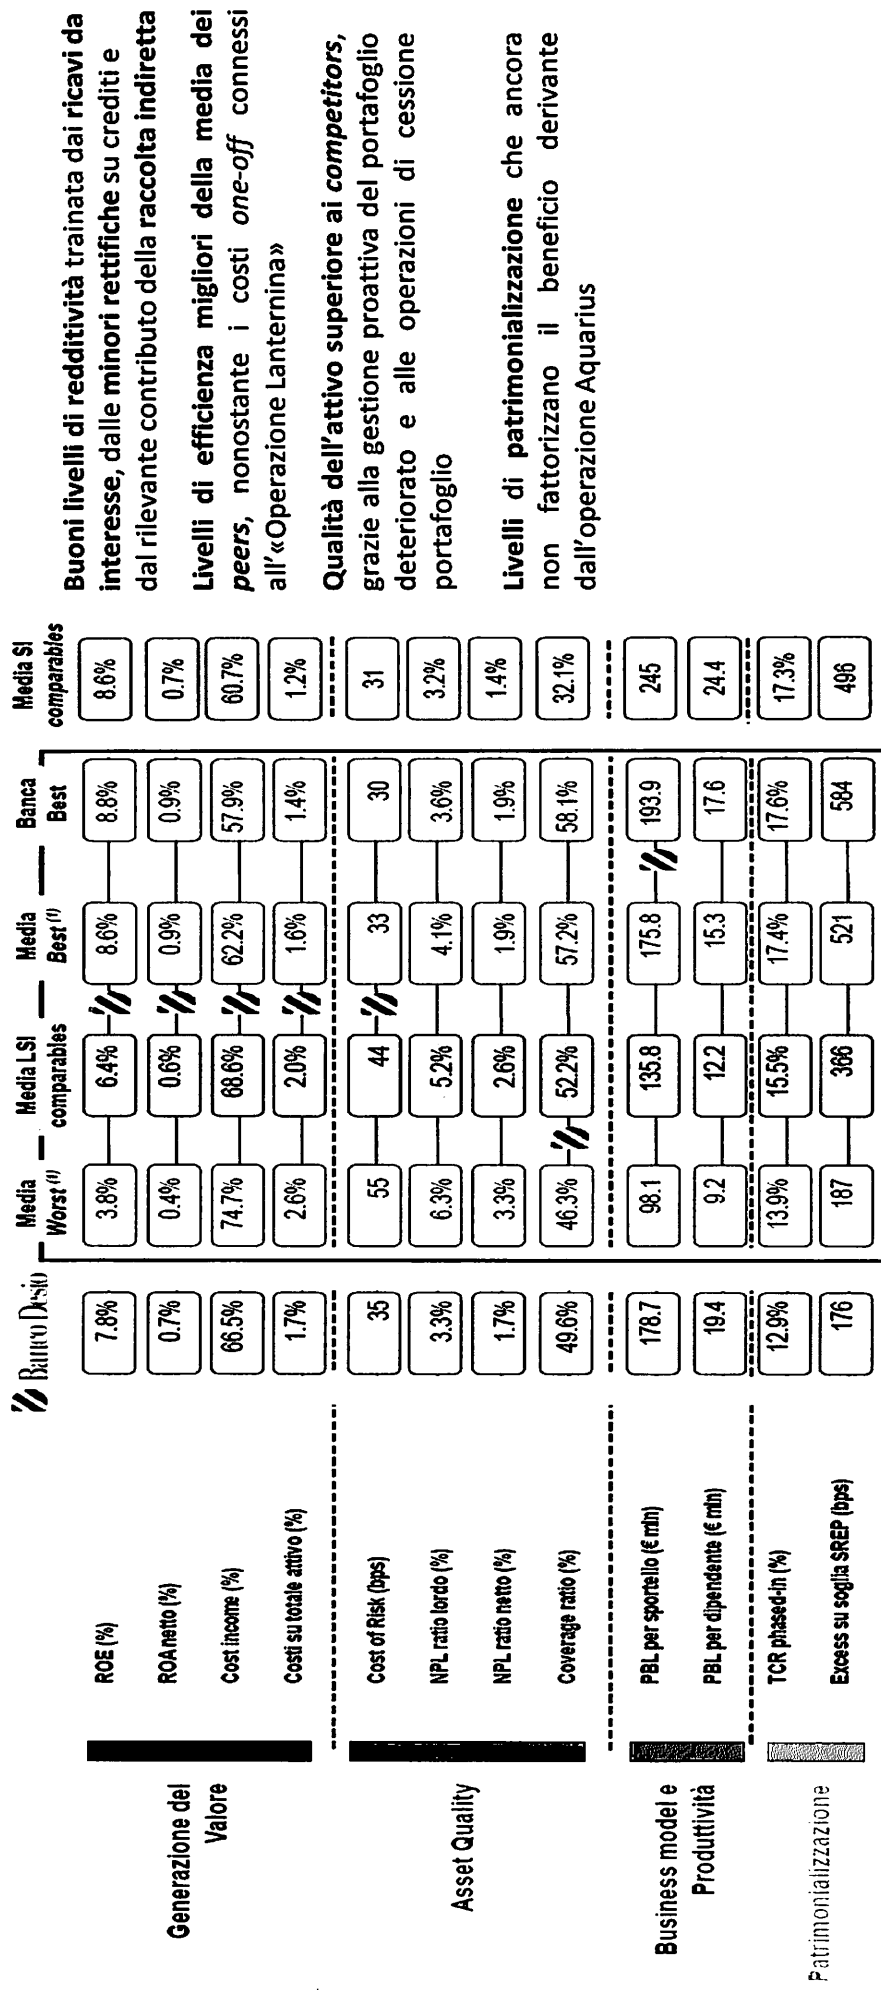 Banco Desio
Media Worst (1)
Media LSI comparables
Media Best (1)
Banca Best
Media SI comparables
Generazione del Valore
ROE (%) 7.8% 3.8% 6.4% 8.6% 8.8% 8.6%
ROA netto (%) 0.7% 0.4% 0.6% 0.9% 0.9% 0.7%
Cost income (%) 66.5% 74.7% 68.6% 62.2% 57.9% 60.7%
Costi su totale attivo (%) 1.7% 2.6% 2.0% 1.6% 1.4% 1.2%
Asset Quality
Cost of Risk (bps) 35 55 44 33 30 31
NPL ratio lordo (%) 3.3% 6.3% 5.2% 4.1% 3.6% 3.2%
NPL ratio netto (%) 1.7% 3.3% 2.6% 1.9% 1.9% 1.4%
Coverage ratio (%) 49.6% 46.3% 52.2% 57.2% 58.1% 32.1%
Business model e Produttività
PBL per sportello (€ mln) 178.7 98.1 135.8 175.8 193.9 245
PBL per dipendente (€ mln) 19.4 9.2 12.2 15.3 17.6 24.4
Patrimonializzazione
TCR phased-in (%) 12.9% 13.9% 15.5% 17.4% 17.6% 17.3%
Excess su soglia SREP (bps) 176 187 366 521 584 496
Buoni livelli di redditività trainata dai ricavi da
interesse, dalle minori rettifiche su crediti e
dal rilevante contributo della raccolta indiretta
Livelli di efficienza migliori della media dei
peers, nonostante i costi one-off connessi
all'«Operazione Lanternina»
Qualità dell'attivo superiore ai competitors,
grazie alla gestione proattiva del portafoglio
deteriorato e alle operazioni di cessione
portafoglio
Livelli di patrimonializzazione che ancora
non fattorizzano il beneficio derivante
dall'operazione Aquarius